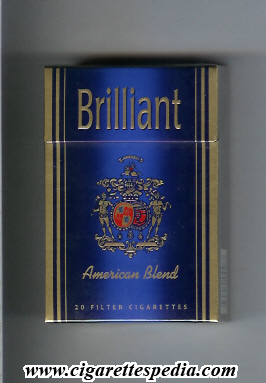 Brilliant
American Blend
20 FILTER CIGARETTES
www.cigarettespedia.com